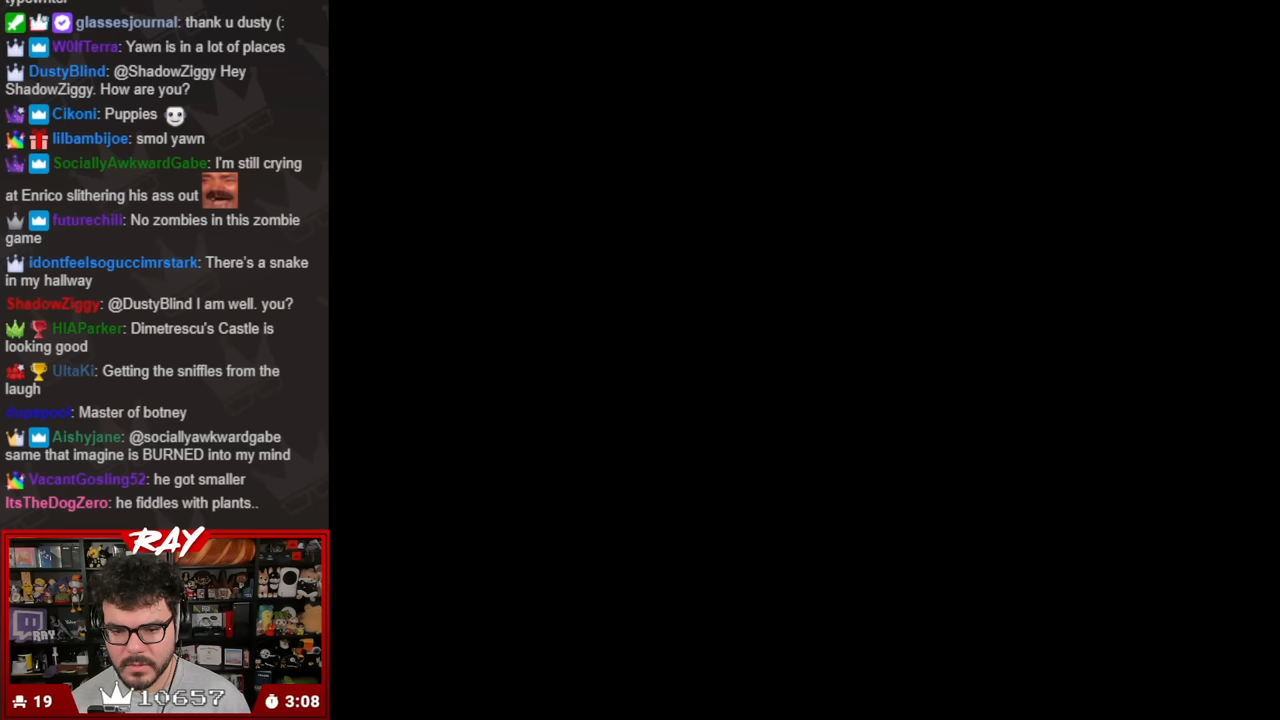 typewriter
glassesjournal: thank u dusty (:
W0lfTerra: Yawn is in a lot of places
DustyBlind: @ShadowZiggy Hey
ShadowZiggy. How are you?
Cikoni: Puppies
lilbambijoe: smol yawn
SociallyAwkwardGabe: I'm still crying
at Enrico slithering his ass out
futurechili: No zombies in this zombie
game
idontfeelsoguccimrstark: There's a snake
in my hallway
ShadowZiggy: @DustyBlind I am well. you?
HIAParker: Dimetrescu's Castle is
looking good
UltaKi: Getting the sniffles from the
laugh
Master of botney
Aishyjane: @sociallyawkwardgabe
same that imagine is BURNED into my mind
VacantGosling52: he got smaller
ItsTheDogZero: he fiddles with plants..
RAY
RAY
19
10657
3:08